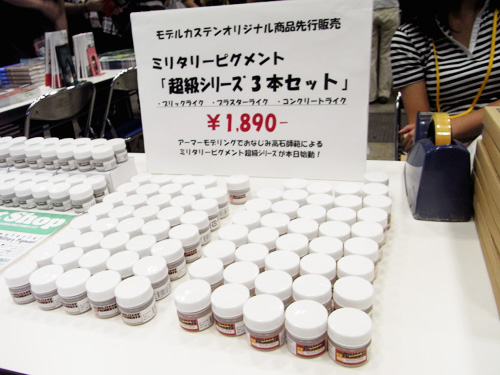 モデルカステンオリジナル商品先行販売
ミリタリーピグメント
「超級シリーズ3本セット」
・ブリックライク ・プラスターライク ・コンクリートライク
¥1,890-
アーマーモデリングでおなじみ高石師範による
ミリタリーピグメント超級シリーズが本日始動!
Shop